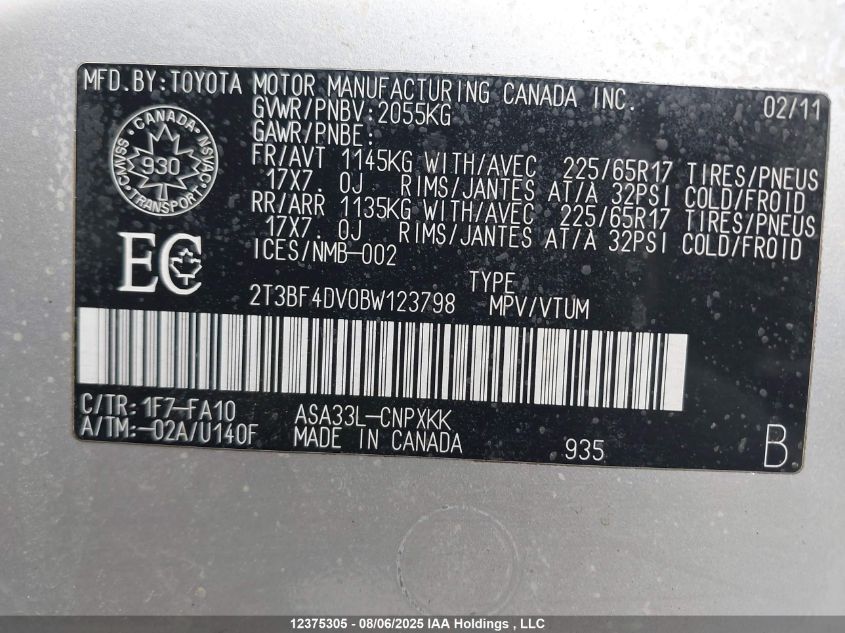 MFD.BY:TOYOTA MOTOR MANUFACTURING CANADA INC. 02/11
GVWR/PNBV:2055KG
GAWR/PNBE:
FR/AVT 1145KG WITH/AVEC 225/65R17 TIRES/PNEUS
17X7. 0J RIMS/JANTES AT/A 32PSI COLD/FROID
RR/ARR 1135KG WITH/AVEC 225/65R17 TIRES/PNEUS
17X7. 0J RIMS/JANTES AT/A 32PSI COLD/FROID
ICES/NMB-002
CANADA
CMVSS
930
NSVAC
TRANSPORT
EC
TYPE
2T3BF4DV0BW123798 MPV/VTUM
C/TR:1F7-FA10 ASA33L-CNPXKK
A/TM:-02A/U140F MADE IN CANADA 935 B
12375305 - 08/06/2025 IAA Holdings , LLC